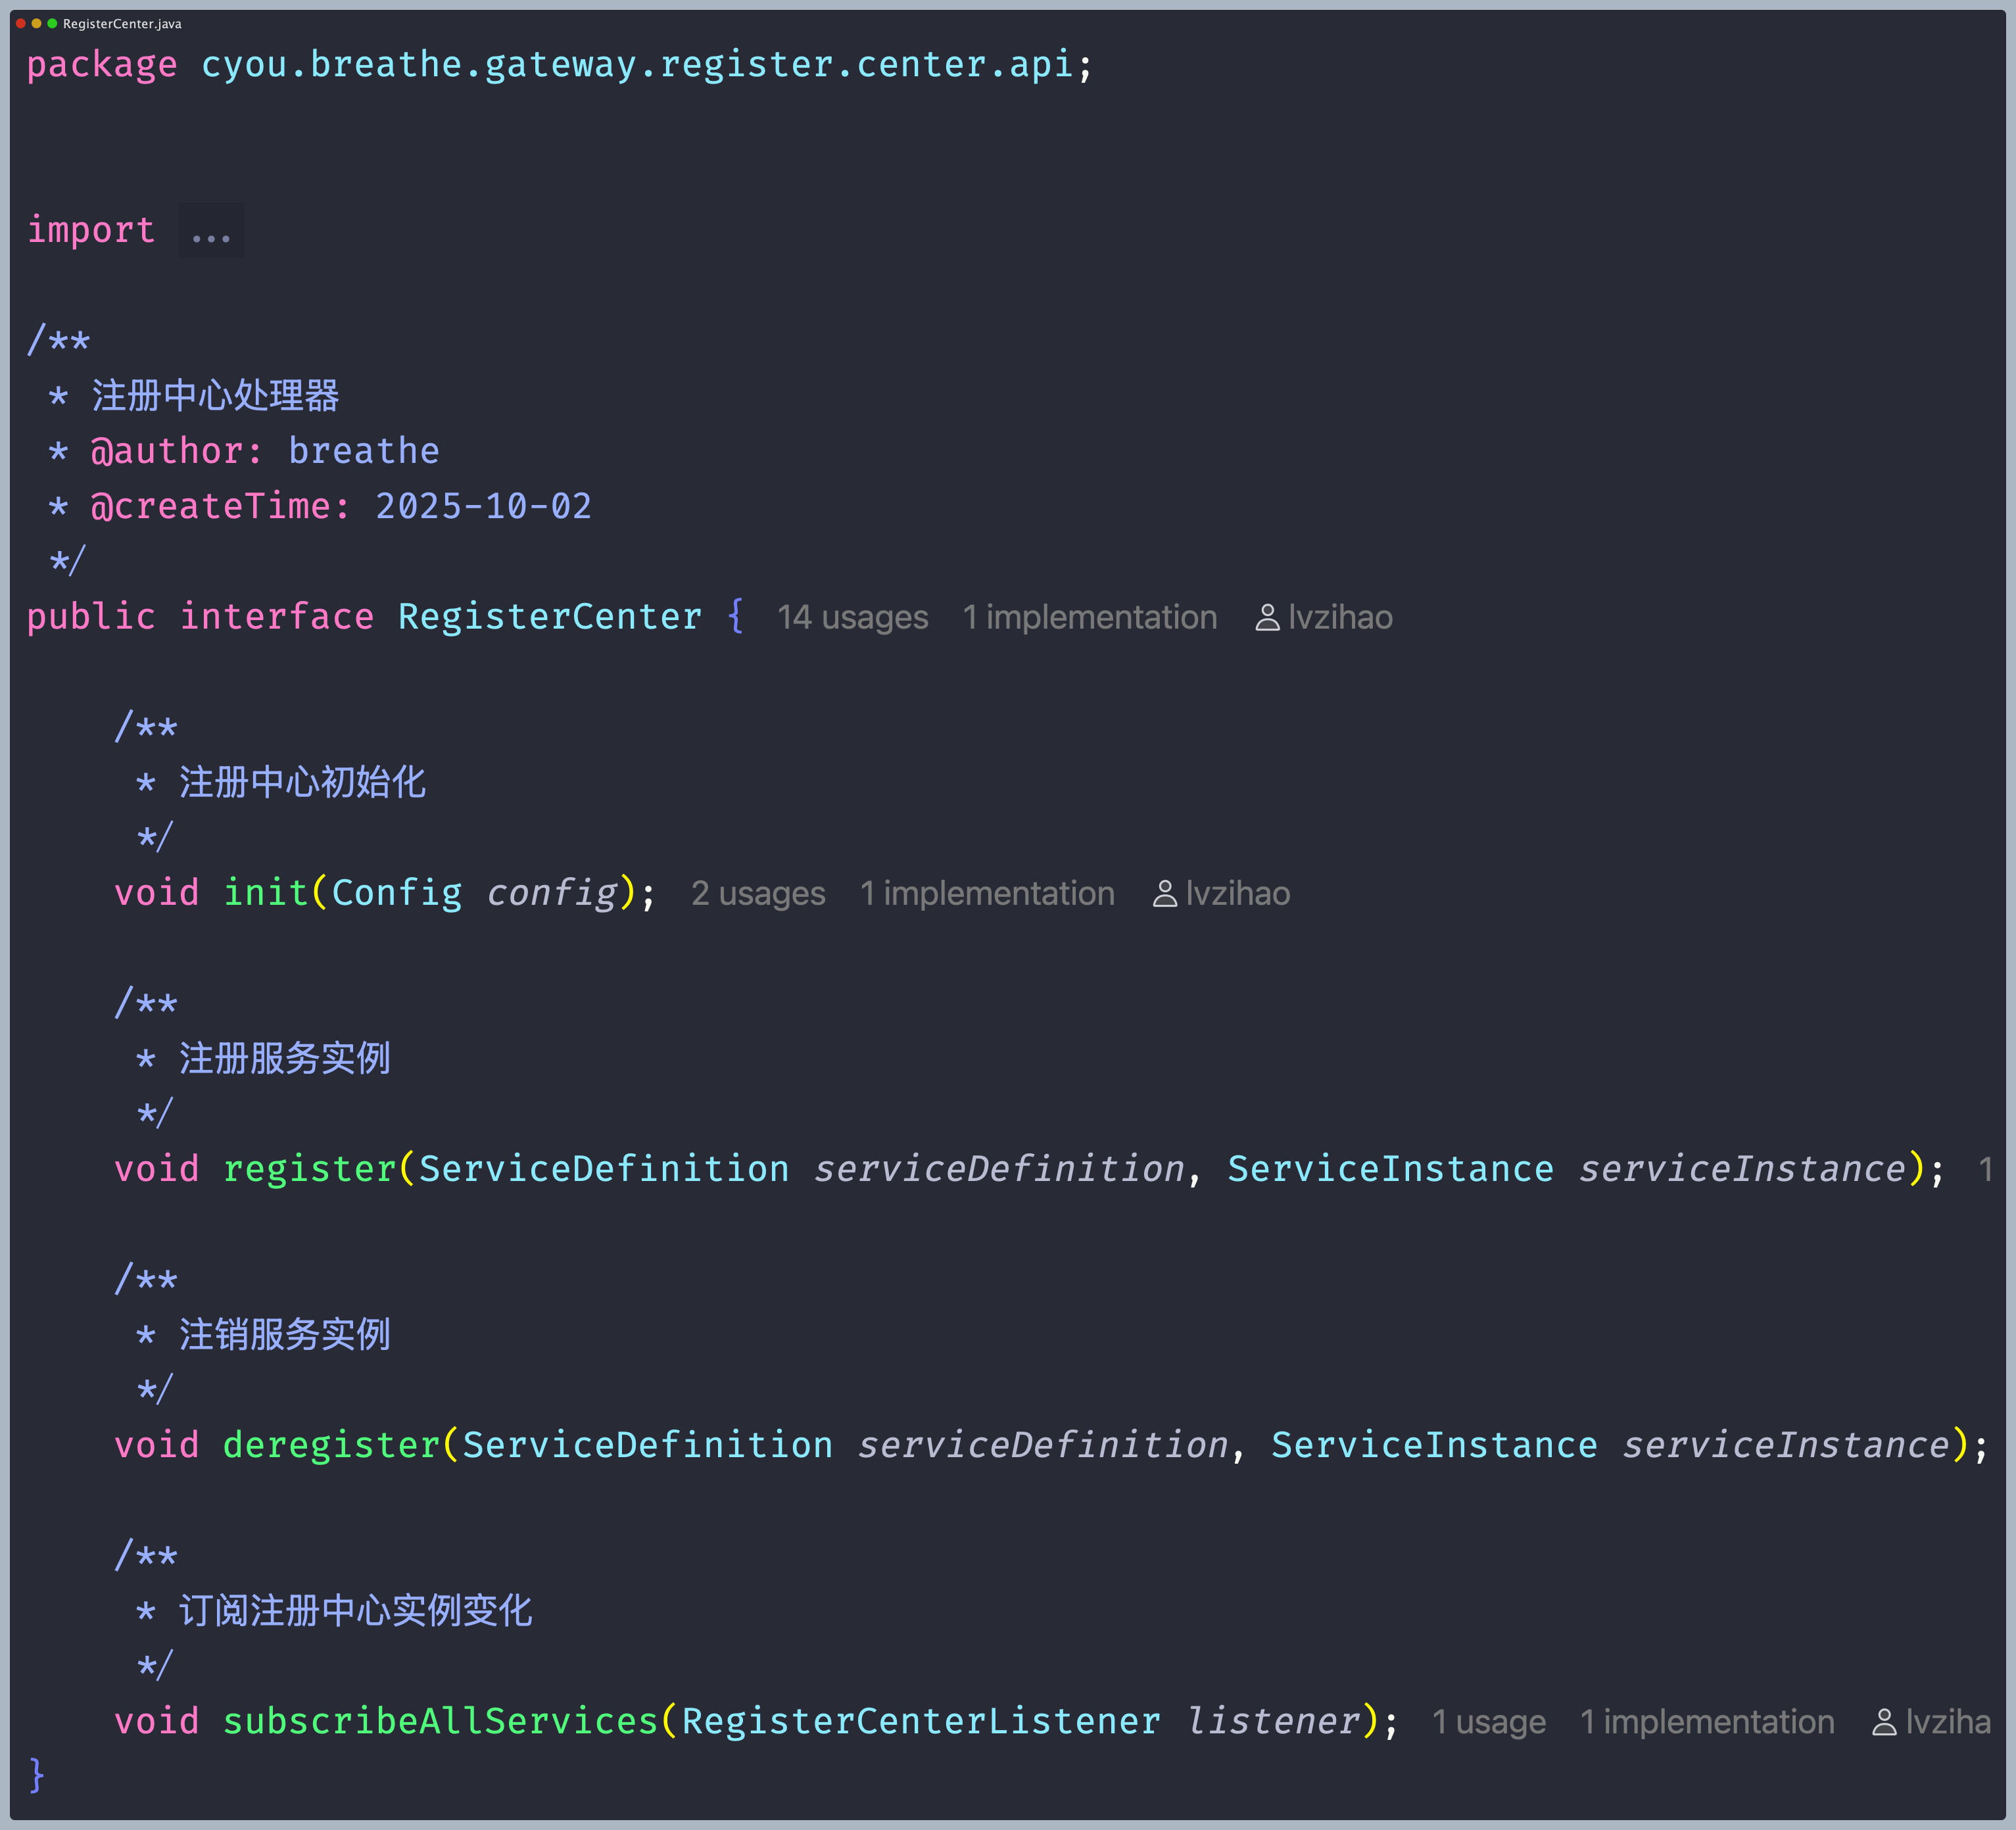 RegisterCenter.java
package cyou.breathe.gateway.register.center.api;
import ...
/**
 * 注册中心处理器
 * @author: breathe
 * @createTime: 2025-10-02
 */
public interface RegisterCenter { 14 usages 1 implementation lvzihao
    /**
     * 注册中心初始化
     */
    void init(Config config); 2 usages 1 implementation lvzihao
    /**
     * 注册服务实例
     */
    void register(ServiceDefinition serviceDefinition, ServiceInstance serviceInstance); 1
    /**
     * 注销服务实例
     */
    void deregister(ServiceDefinition serviceDefinition, ServiceInstance serviceInstance);
    /**
     * 订阅注册中心实例变化
     */
    void subscribeAllServices(RegisterCenterListener listener); 1 usage 1 implementation lvziha
}